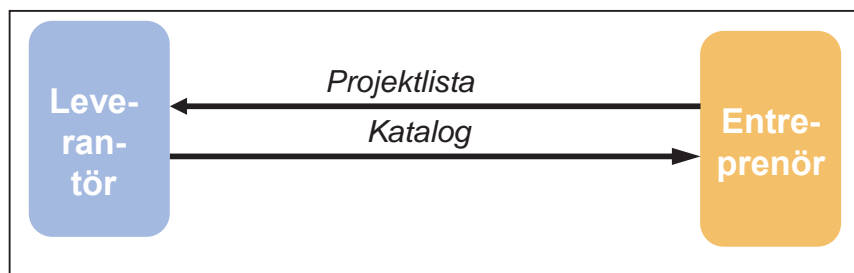 Leve-
ran-
tör
Projektlista
Katalog
Entre-
prenör